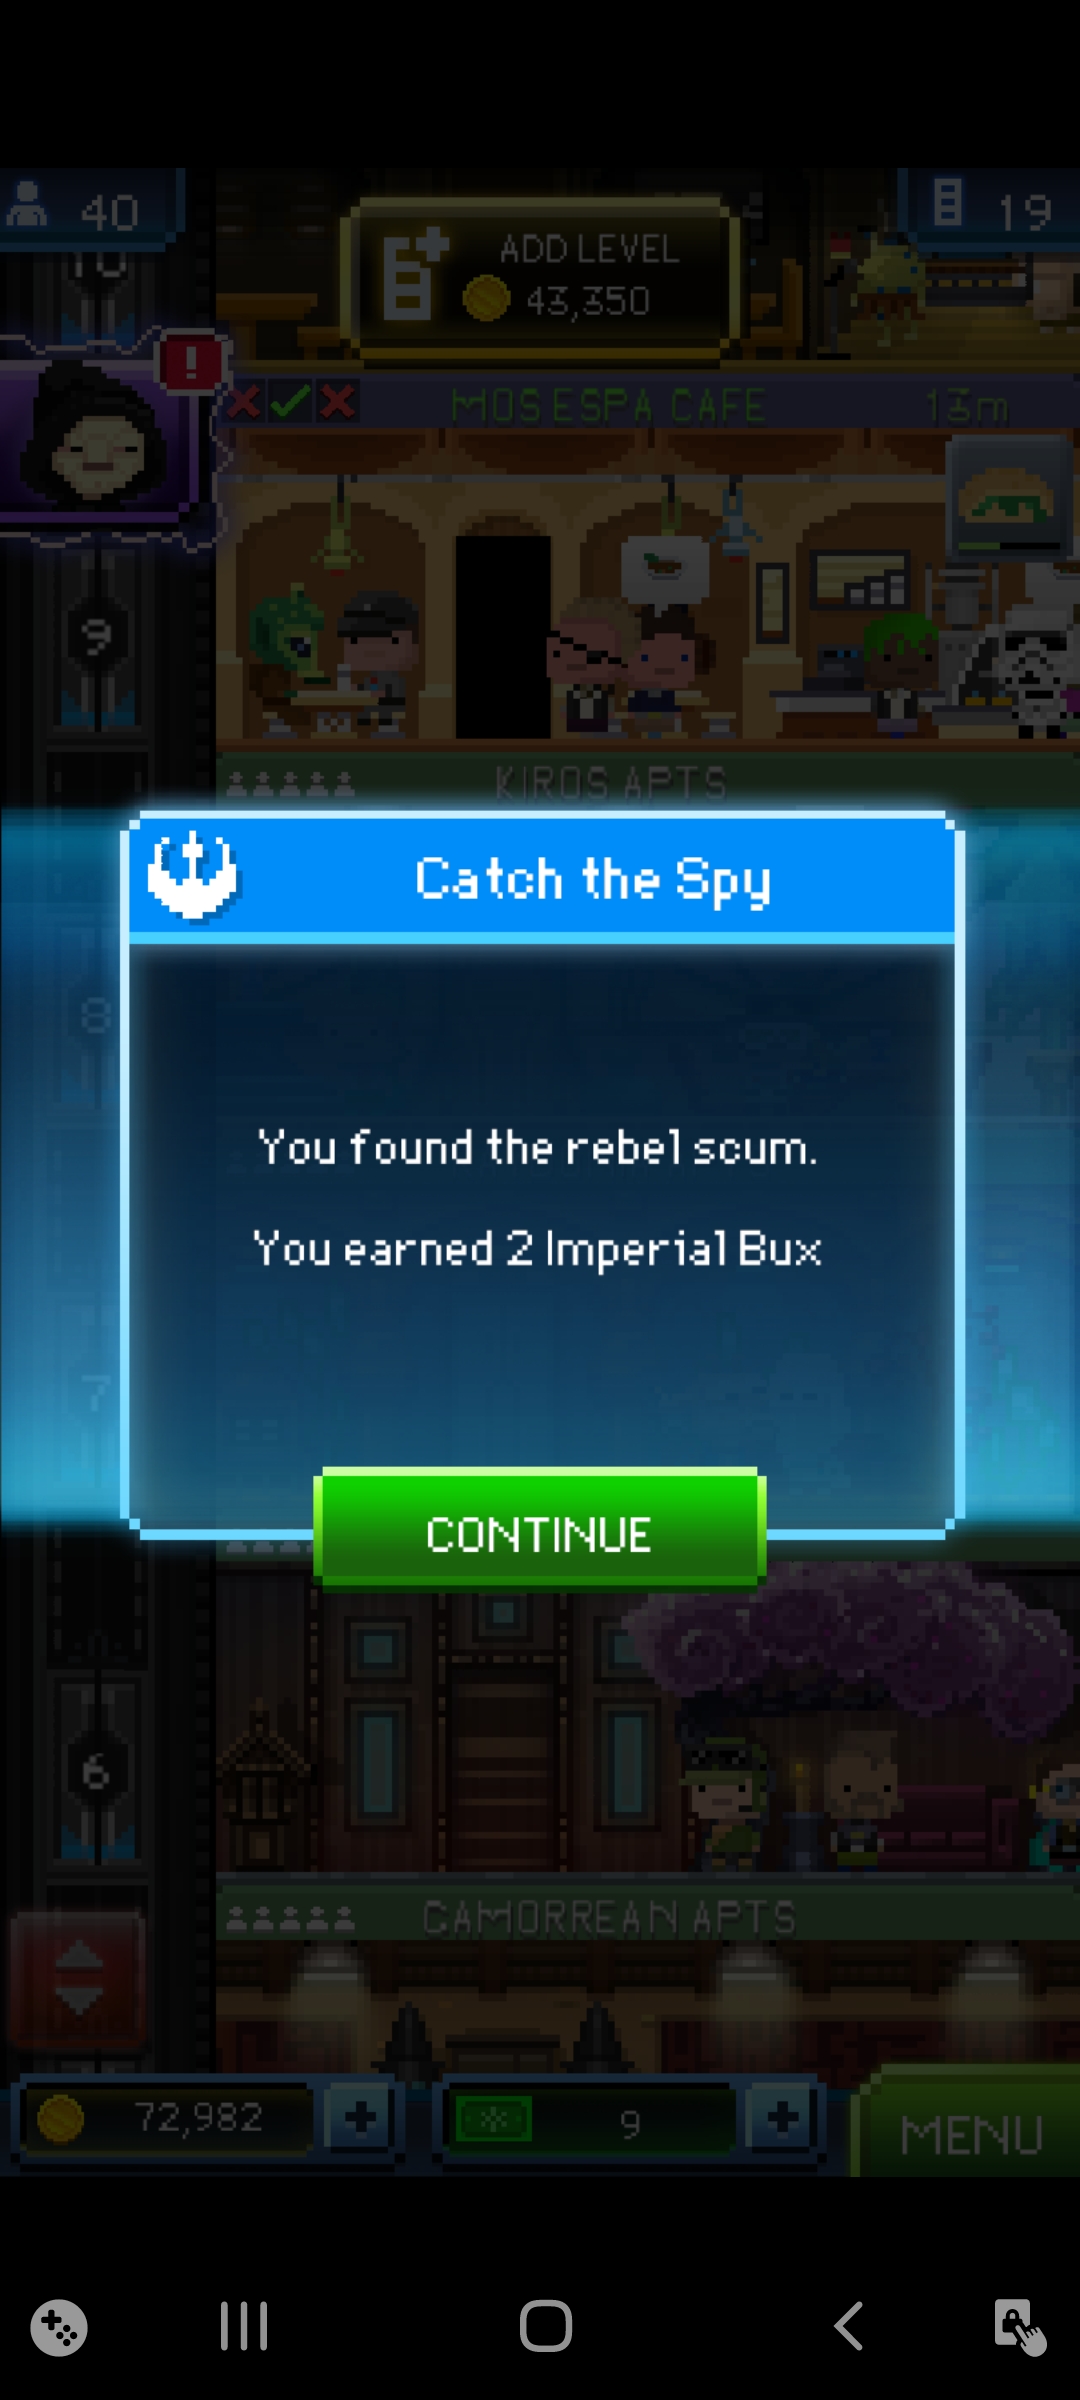 40
ADD LEVEL
43,350
19
10
!
MOS ESPA CAFE
13m
9
KIROS APTS
Catch the Spy
8
You found the rebel scum.
You earned 2 Imperial Bux
7
CONTINUE
6
CAMORREAN APTS
72,982
+
9
+
MENU